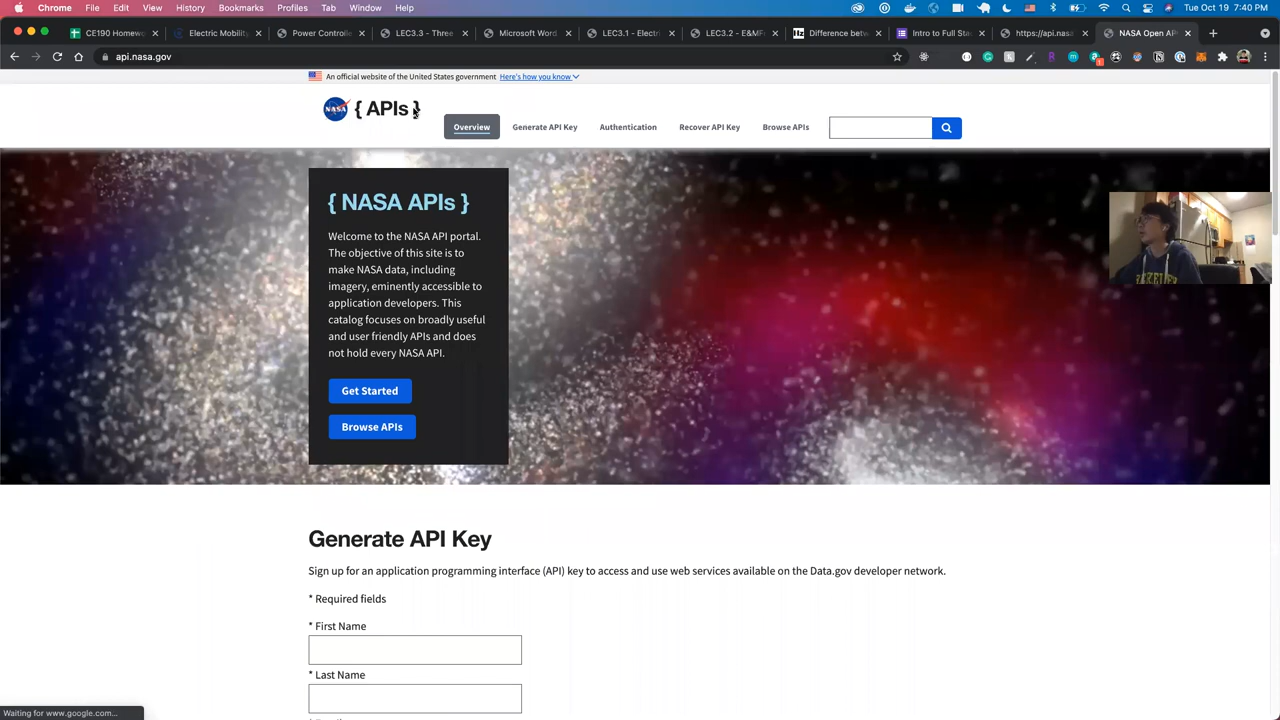 Chrome File Edit View History Bookmarks Profiles Tab Window Help
Tue Oct 19 7:40 PM
CE190 Homew
Electric Mobility
Power Controlle
LEC3.3 - Three
Microsoft Word
LEC3.1 - Electri
LEC3.2 - E&MFi
Difference betw
Intro to Full Sta
https://api.nasa
NASA Open AP
api.nasa.gov
An official website of the United States government Here's how you know
NASA { APIs }
Overview
Generate API Key
Authentication
Recover API Key
Browse APIs
{ NASA APIs }
Welcome to the NASA API portal.
The objective of this site is to
make NASA data, including
imagery, eminently accessible to
application developers. This
catalog focuses on broadly useful
and user friendly APIs and does
not hold every NASA API.
Get Started
Browse APIs
Generate API Key
Sign up for an application programming interface (API) key to access and use web services available on the Data.gov developer network.
* Required fields
* First Name
* Last Name
Waiting for www.google.com...